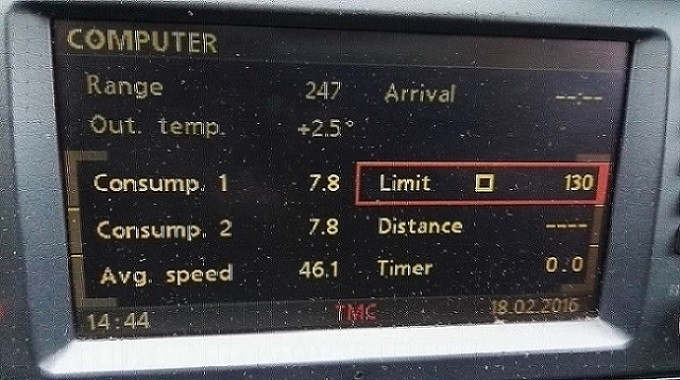 COMPUTER
Range 247 Arrival --:--
Out. temp. +2.5°
Consump. 1 7.8 Limit 130
Consump. 2 7.8 Distance ----
Avg. speed 46.1 Timer 0.0
14:44 TMC 18.02.2016